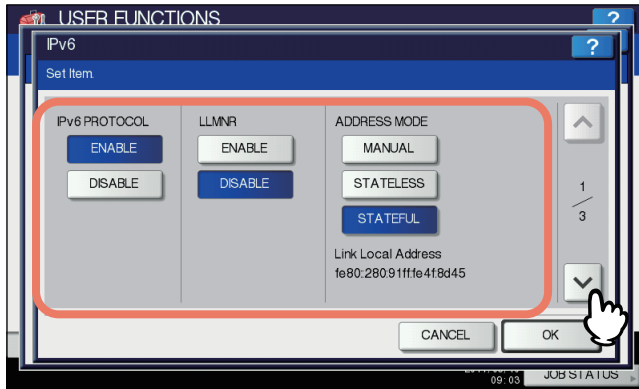 USER FUNCTIONS
?
IPv6
?
Set Item.
IPv6 PROTOCOL
LLMNR
ADDRESS MODE
ENABLE
ENABLE
MANUAL
DISABLE
DISABLE
STATELESS
1
/
3
STATEFUL
Link Local Address
fe80::280:91ff:fe4f:8d45
CANCEL
OK
09: 03
JOB STATUS